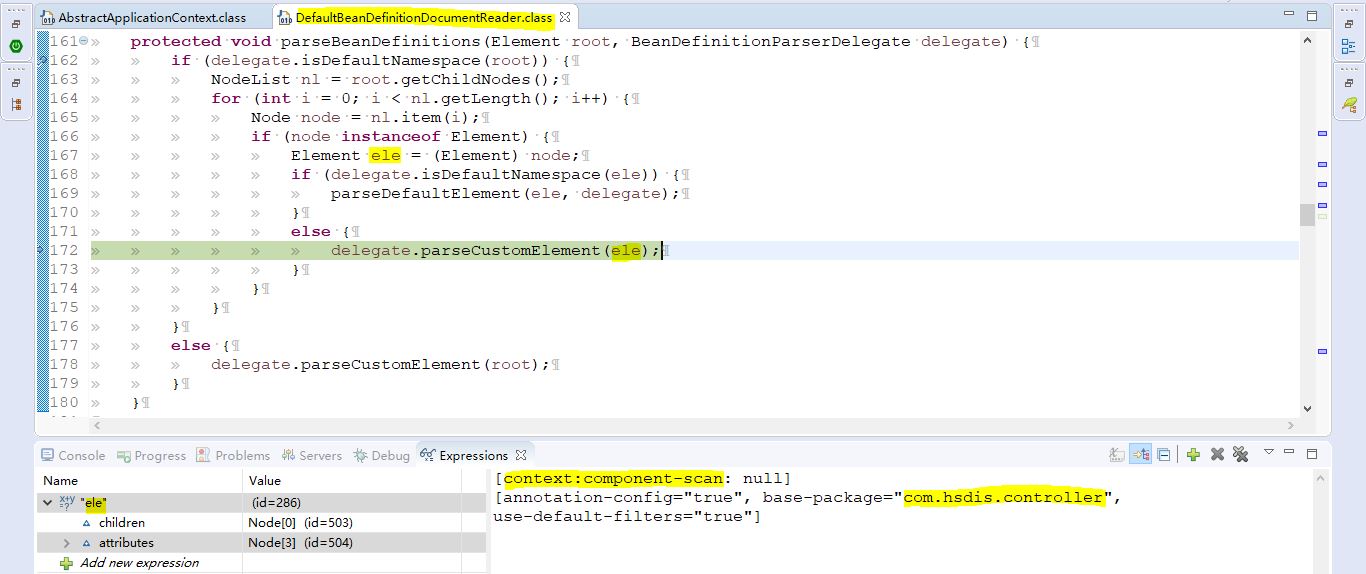 AbstractApplicationContext.class DefaultBeanDefinitionDocumentReader.class
161 protected void parseBeanDefinitions(Element root, BeanDefinitionParserDelegate delegate) {
162 if (delegate.isDefaultNamespace(root)) {
163 NodeList nl = root.getChildNodes();
164 for (int i = 0; i < nl.getLength(); i++) {
165 Node node = nl.item(i);
166 if (node instanceof Element) {
167 Element ele = (Element) node;
168 if (delegate.isDefaultNamespace(ele)) {
169 parseDefaultElement(ele, delegate);
170 }
171 else {
172 delegate.parseCustomElement(ele);
173 }
174 }
175 }
176 }
177 else {
178 delegate.parseCustomElement(root);
179 }
180 }
Console Progress Problems Servers Debug Expressions
Name Value
"ele" (id=286)
children Node[0] (id=503)
attributes Node[3] (id=504)
Add new expression
[context:component-scan: null]
[annotation-config="true", base-package="com.hsdis.controller",
use-default-filters="true"]